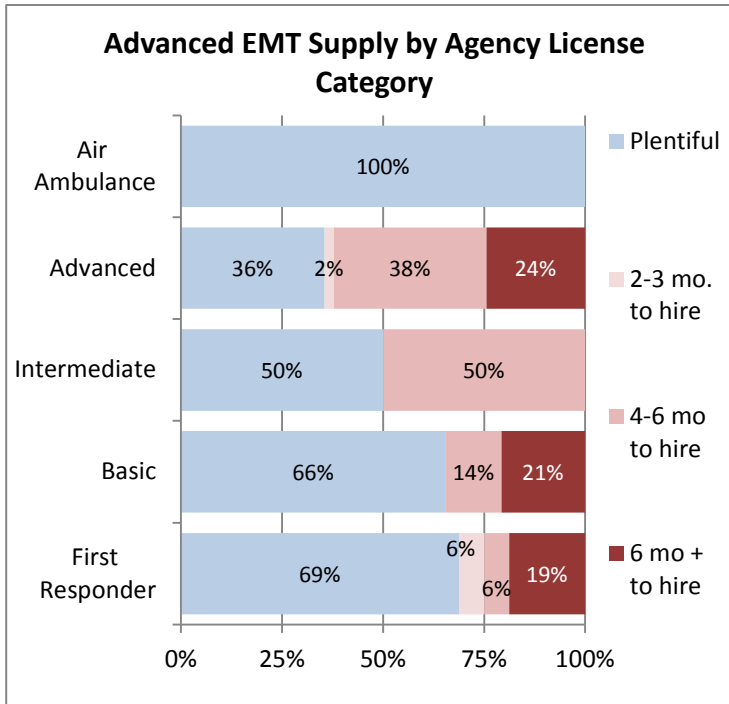 Advanced EMT Supply by Agency License
Category
Air
Ambulance
100%
Advanced
36%
2%
38%
24%
Intermediate
50%
50%
Basic
66%
14%
21%
First
Responder
69%
6%
6%
19%
0%
25%
50%
75%
100%
Plentiful
2-3 mo.
to hire
4-6 mo
to hire
6 mo +
to hire